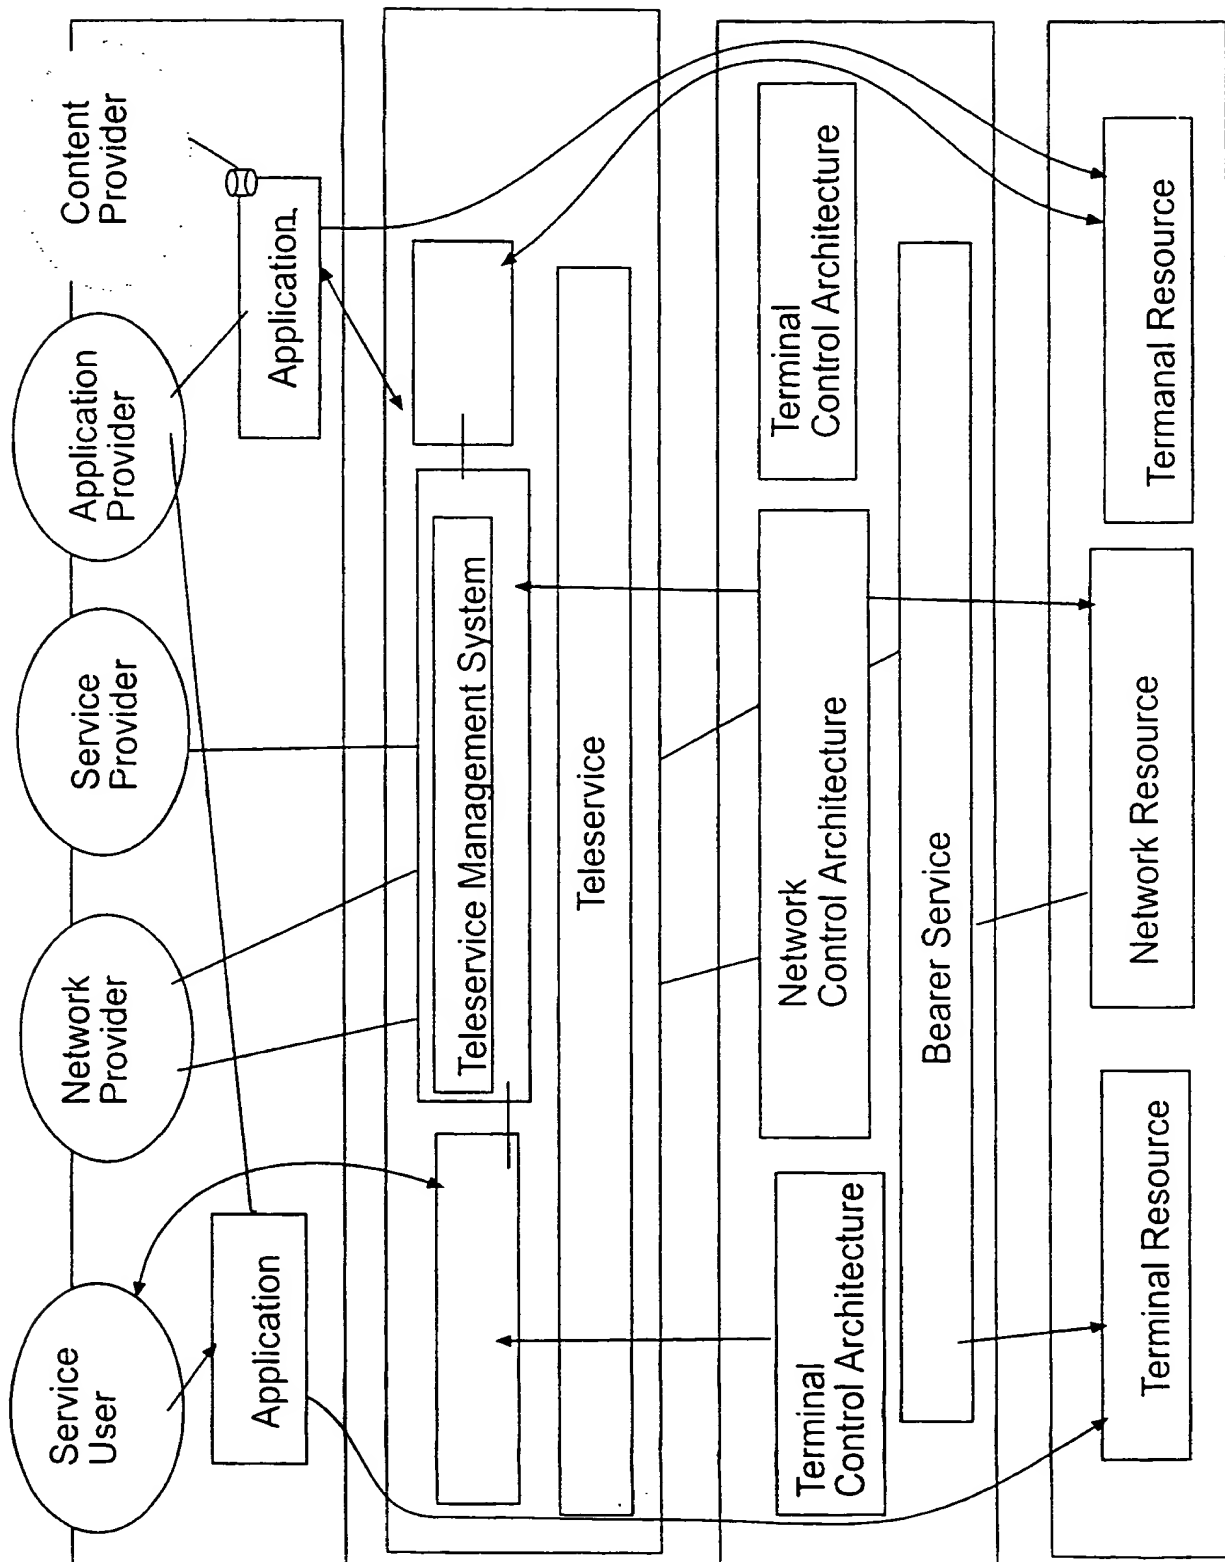 Service
User
Network
Provider
Service
Provider
Application
Provider
Content
Provider
Application
Application.
Teleservice Management System
Teleservice
Terminal
Control Architecture
Network
Control Architecture
Terminal
Control Architecture
Bearer Service
Terminal Resource
Network Resource
Termanal Resource